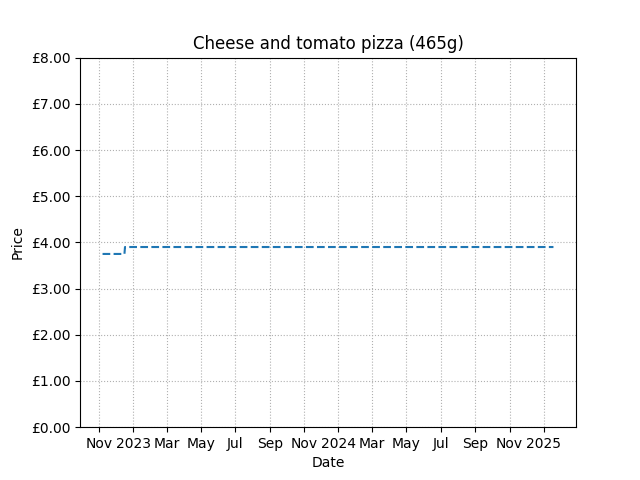 Cheese and tomato pizza (465g)
£8.00
£7.00
£6.00
£5.00
£4.00
£3.00
£2.00
£1.00
£0.00
Price
Nov 2023 Mar May Jul Sep Nov 2024 Mar May Jul Sep Nov 2025
Date